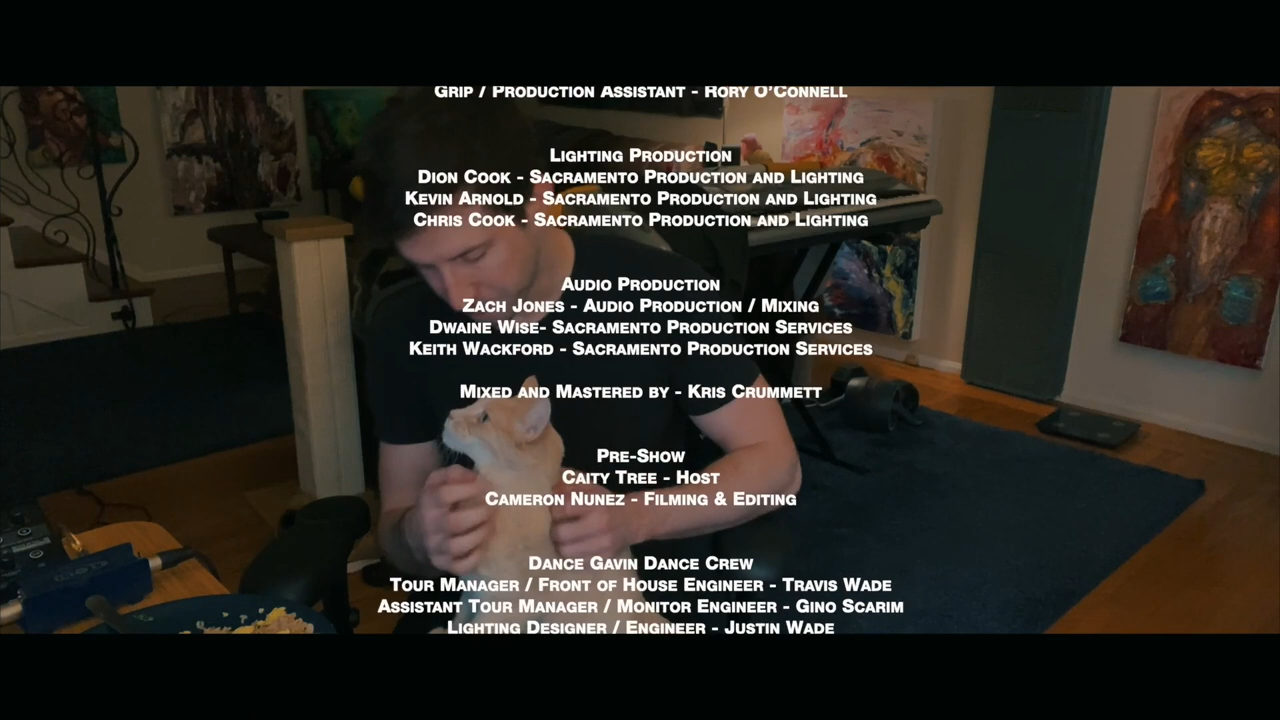 Grip / Production Assistant - Rory O'Connell
Lighting Production
Dion Cook - Sacramento Production and Lighting
Kevin Arnold - Sacramento Production and Lighting
Chris Cook - Sacramento Production and Lighting
Audio Production
Zach Jones - Audio Production / Mixing
Dwaine Wise- Sacramento Production Services
Keith Wackford - Sacramento Production Services
Mixed and Mastered by - Kris Crummett
Pre-Show
Caity Tree - Host
Cameron Nunez - Filming & Editing
Dance Gavin Dance Crew
Tour Manager / Front of House Engineer - Travis Wade
Assistant Tour Manager / Monitor Engineer - Gino Scarim
Lighting Designer / Engineer - Justin Wade